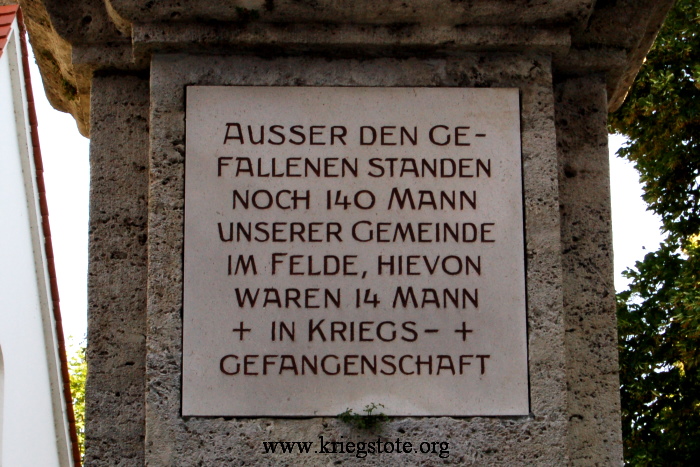 AUSSER DEN GE-
FALLENEN STANDEN
NOCH 140 MANN
UNSERER GEMEINDE
IM FELDE, HIEVON
WAREN 14 MANN
+ IN KRIEGS- +
GEFANGENSCHAFT
www.kriegstote.org